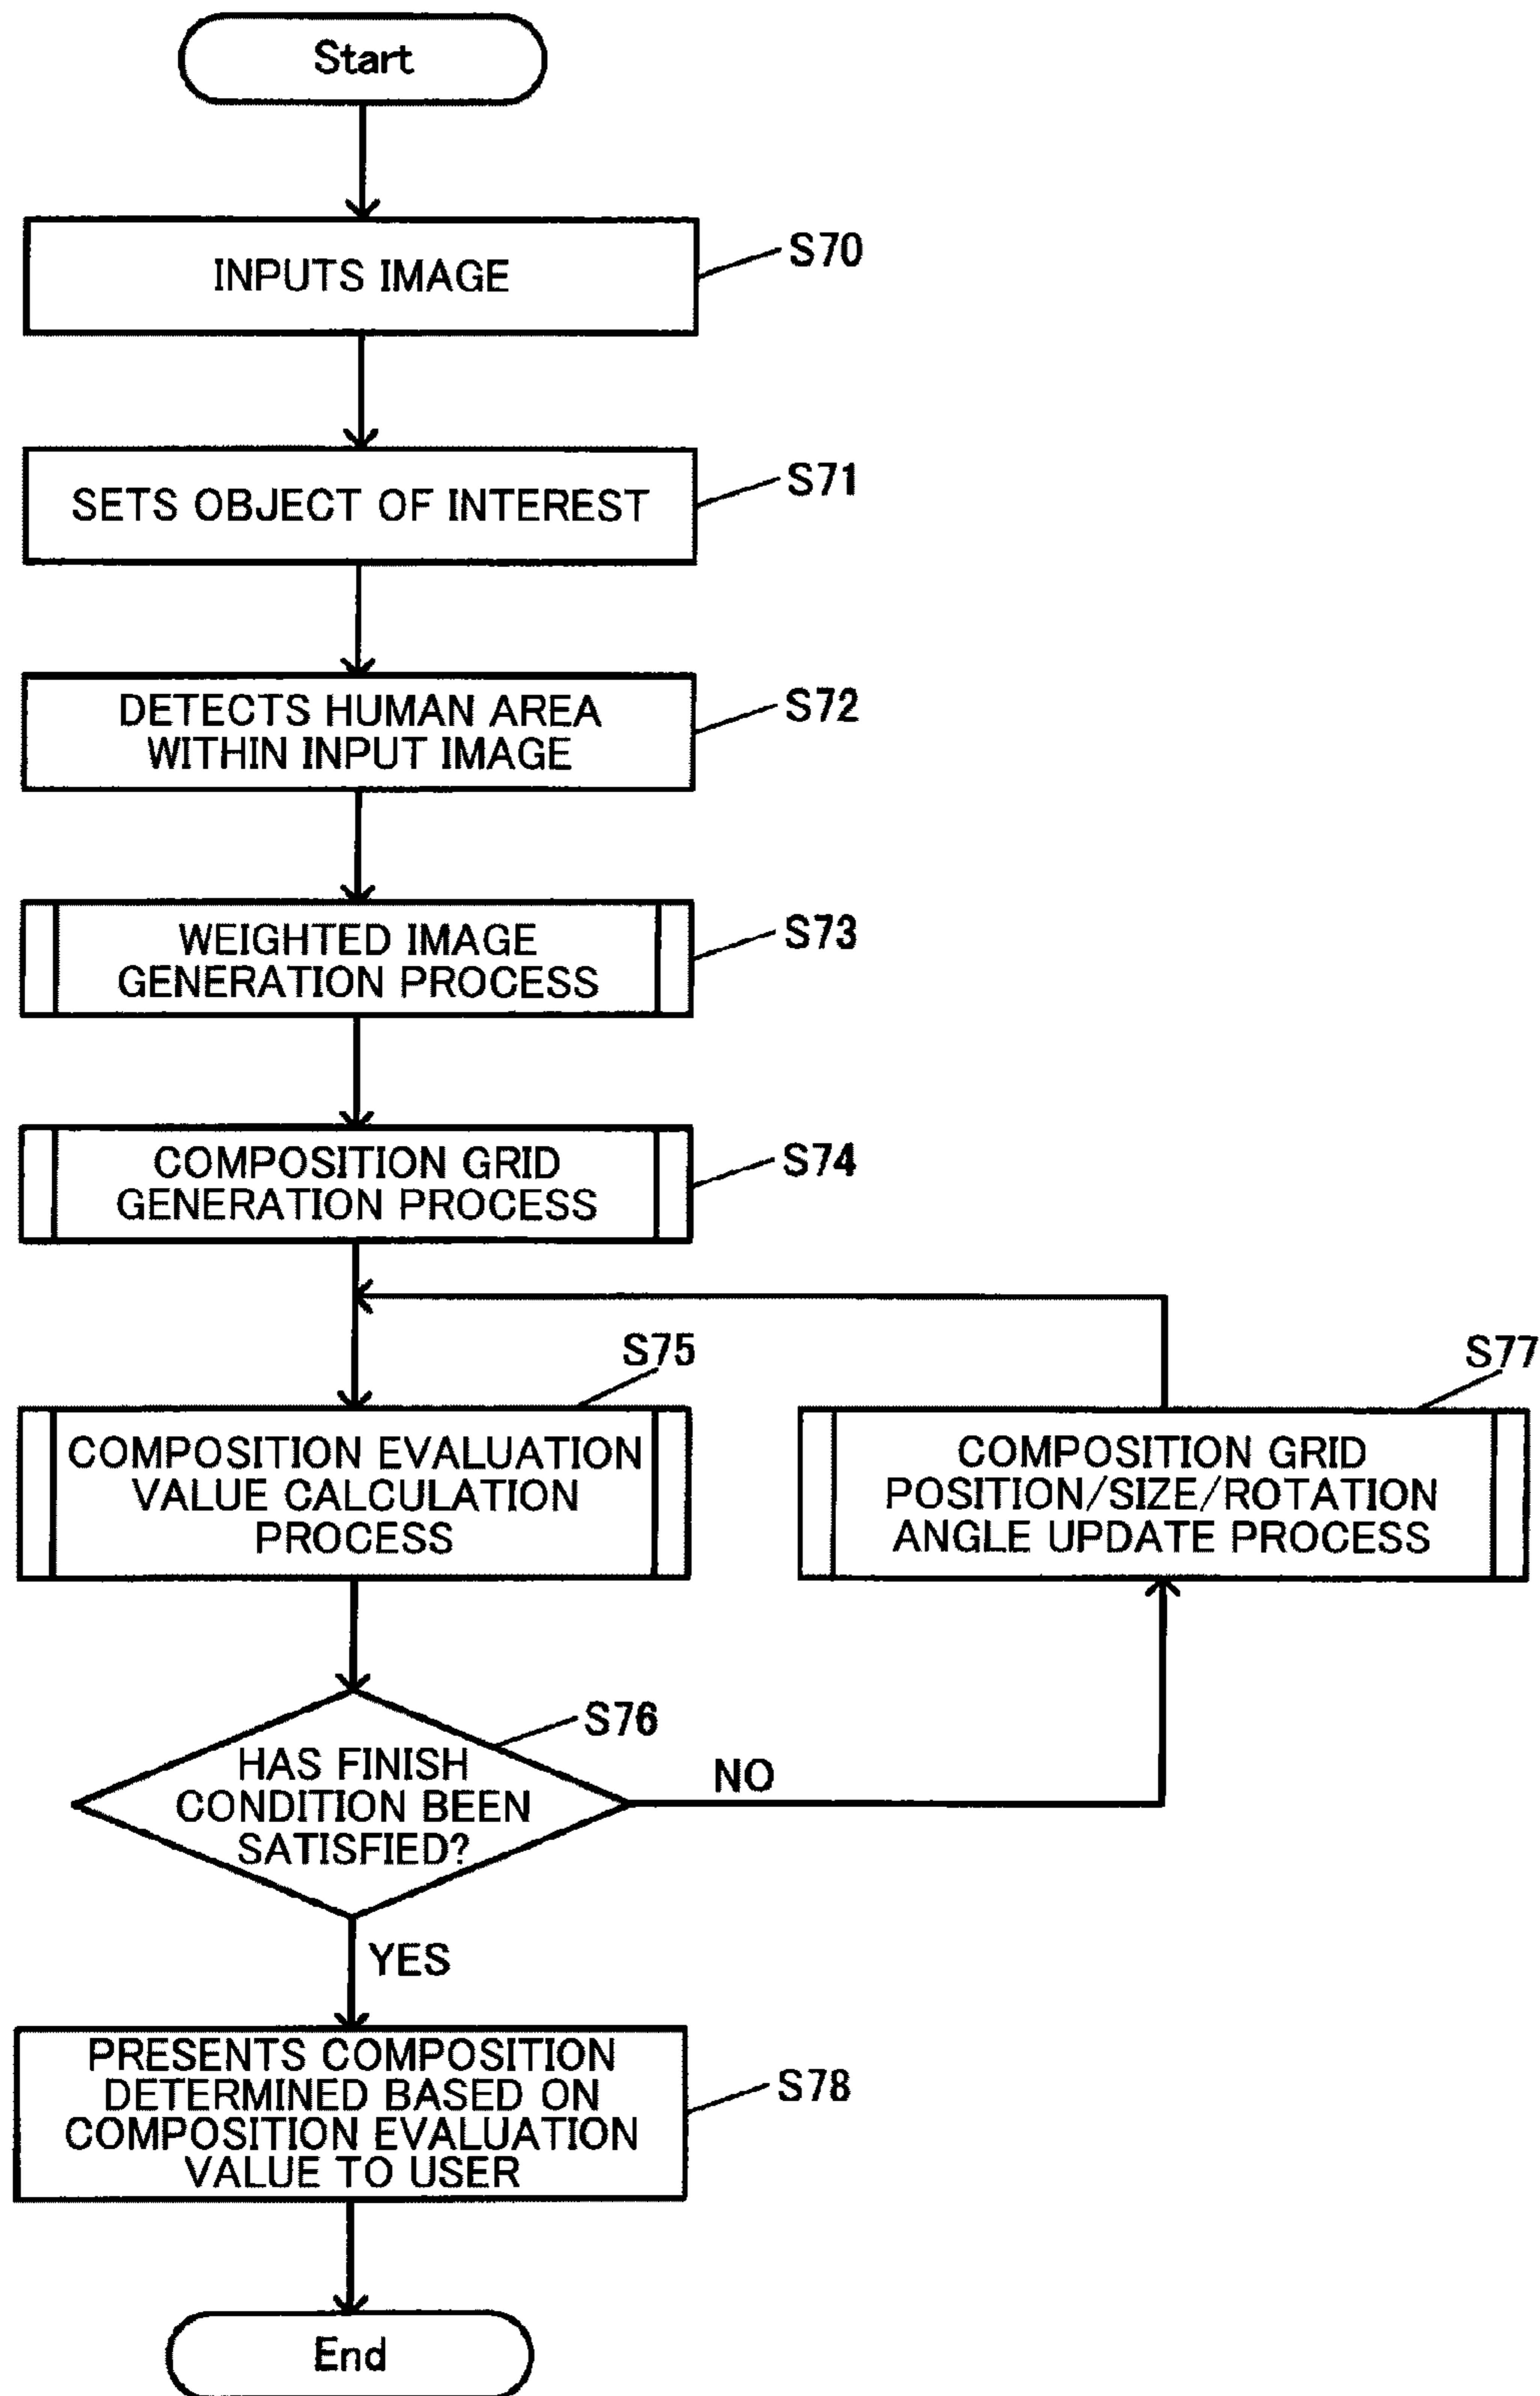 Start
INPUTS IMAGE
S70
SETS OBJECT OF INTEREST
S71
DETECTS HUMAN AREA
WITHIN INPUT IMAGE
S72
WEIGHTED IMAGE
GENERATION PROCESS
S73
COMPOSITION GRID
GENERATION PROCESS
S74
S75
COMPOSITION EVALUATION
VALUE CALCULATION
PROCESS
S77
COMPOSITION GRID
POSITION/SIZE/ROTATION
ANGLE UPDATE PROCESS
S76
HAS FINISH
CONDITION BEEN
SATISFIED?
NO
YES
PRESENTS COMPOSITION
DETERMINED BASED ON
COMPOSITION EVALUATION
VALUE TO USER
S78
End